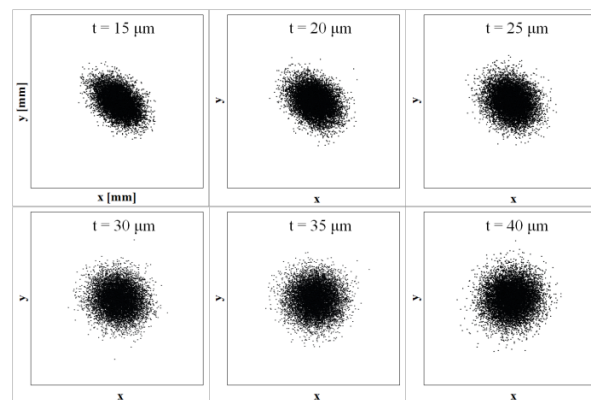 t = 15 μm
t = 20 μm
t = 25 μm
y [mm]
y
y
x [mm]
x
x
t = 30 μm
t = 35 μm
t = 40 μm
y
y
y
x
x
x